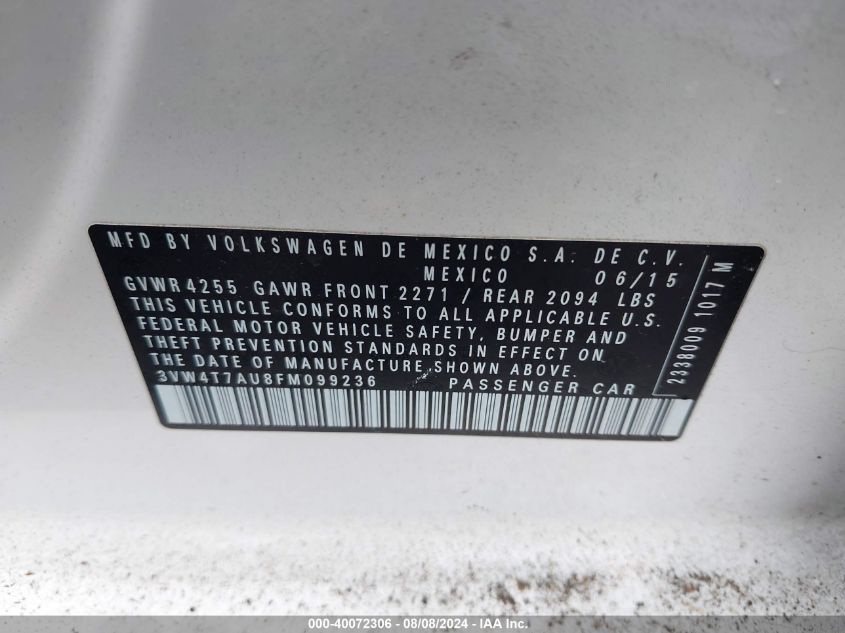 MFD BY VOLKSWAGEN DE MEXICO S.A. DE C.V.
MEXICO 06/15
GVWR 4255 GAWR FRONT 2271 / REAR 2094 LBS
THIS VEHICLE CONFORMS TO ALL APPLICABLE U.S.
FEDERAL MOTOR VEHICLE SAFETY, BUMPER AND
THEFT PREVENTION STANDARDS IN EFFECT ON
THE DATE OF MANUFACTURE SHOWN ABOVE.
3VW4T7AU8FM099236 PASSENGER CAR
2338009 1017 M
000-40072306 - 08/08/2024 - IAA Inc.